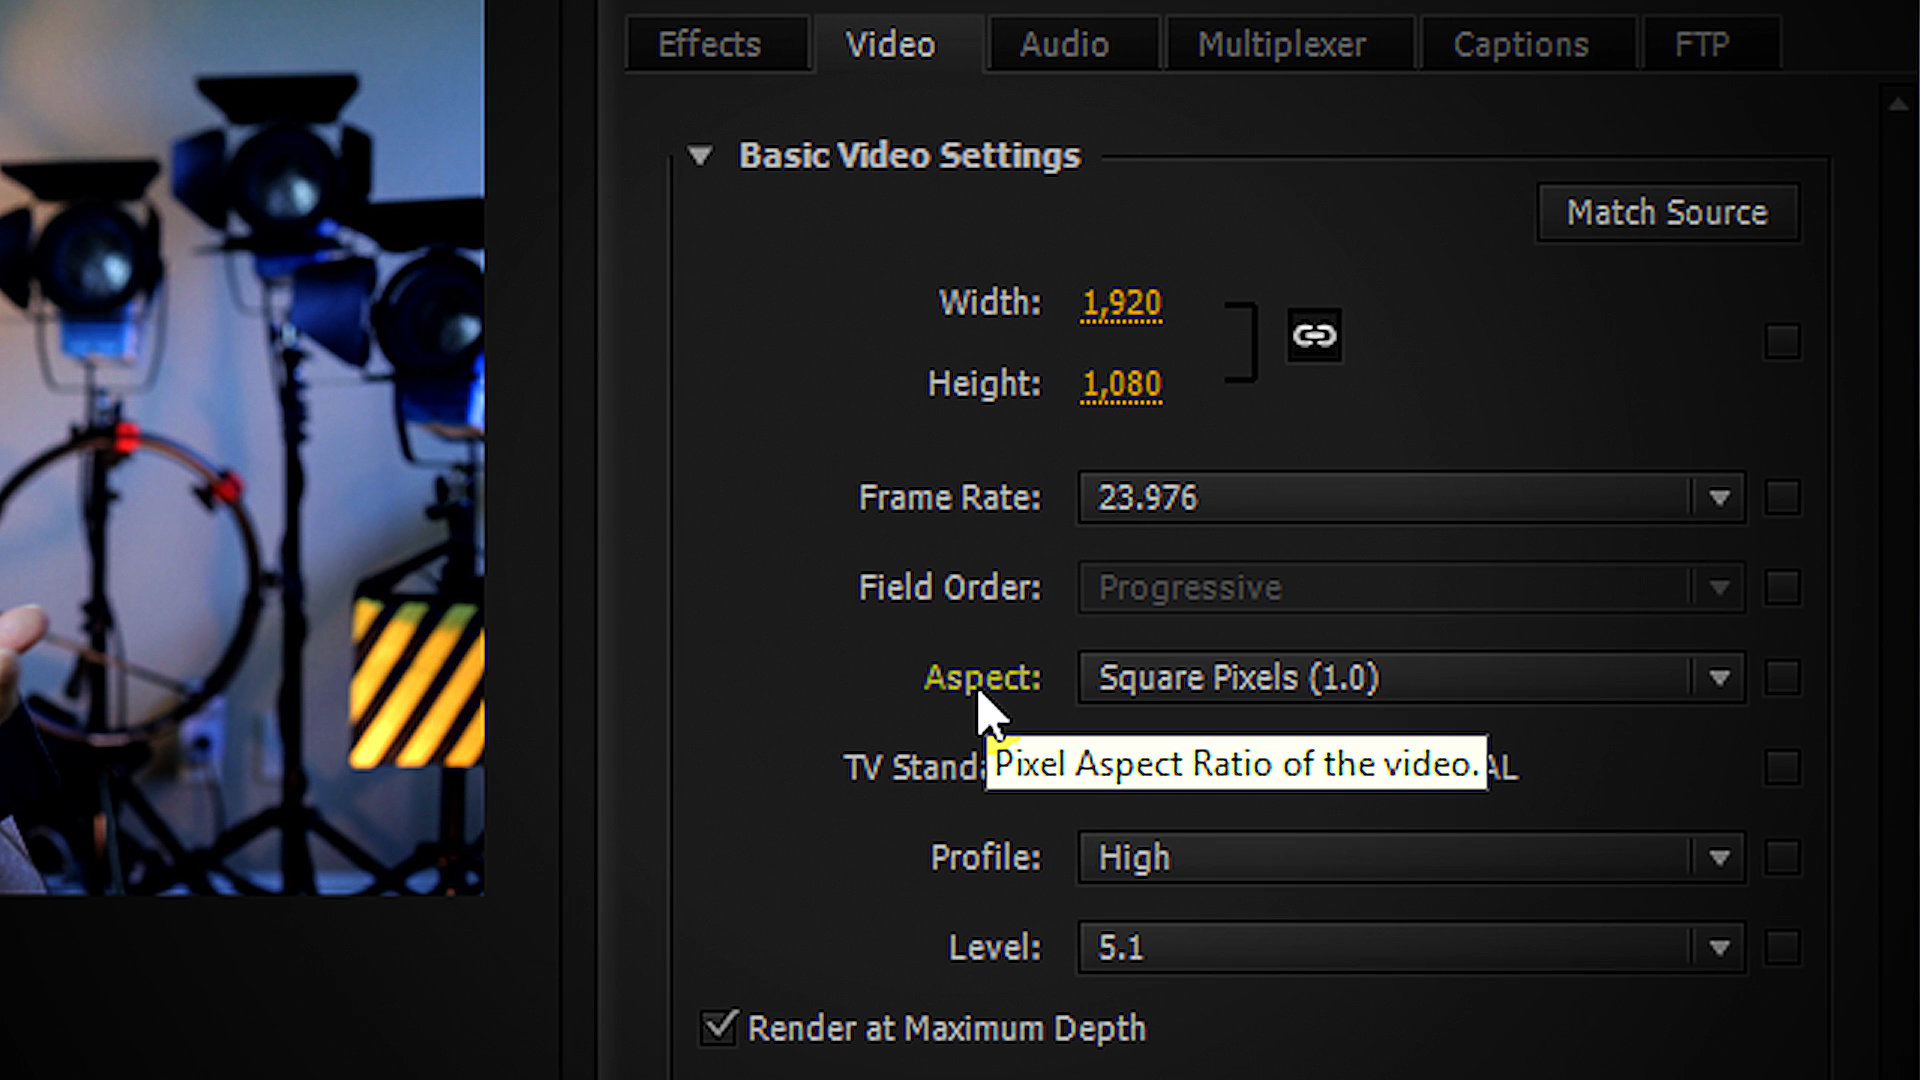 Effects Video Audio Multiplexer Captions FTP
Basic Video Settings
Match Source
Width: 1,920
Height: 1,080
Frame Rate: 23.976
Field Order: Progressive
Aspect: Square Pixels (1.0)
Pixel Aspect Ratio of the video.
TV
Profile: High
Level: 5.1
Render at Maximum Depth